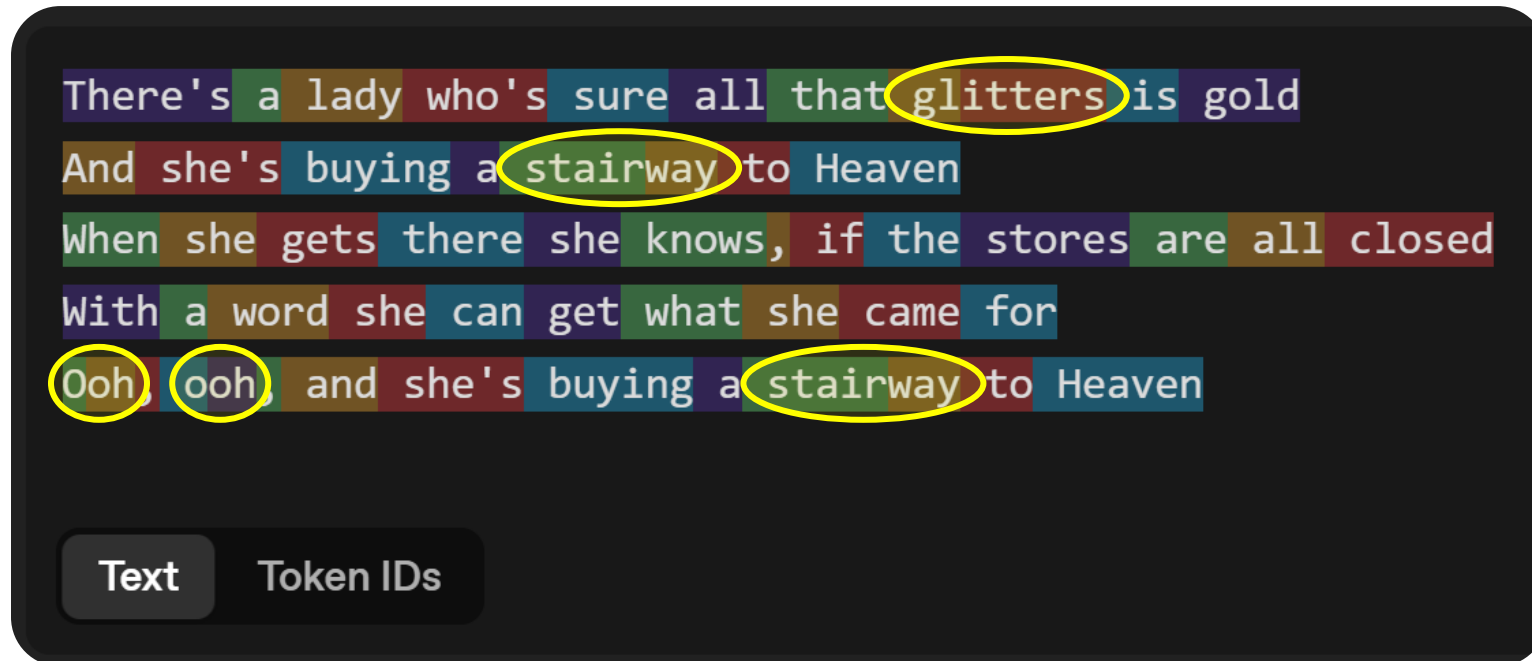 There's a lady who's sure all that glitters is gold
And she's buying a stairway to Heaven
When she gets there she knows, if the stores are all closed
With a word she can get what she came for
Ooh, ooh, and she's buying a stairway to Heaven
Text Token IDs